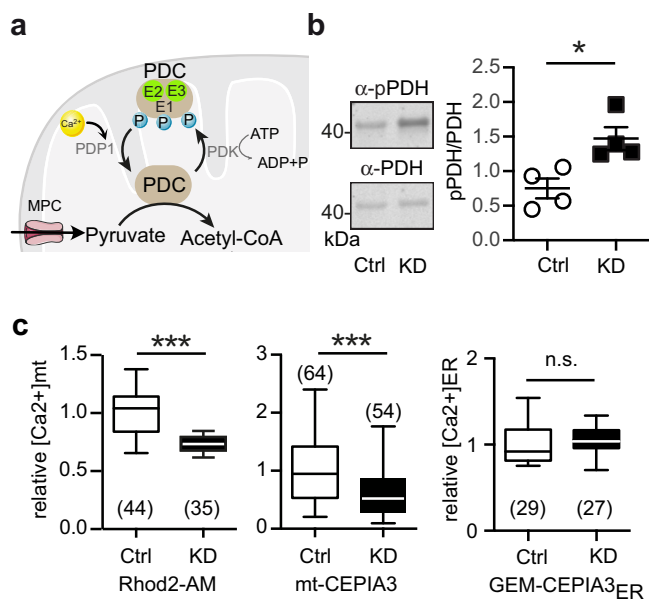 a
PDC
E2 E3
E1
P P P
Ca²⁺
PDP1
PDK
ATP
ADP+P
PDC
MPC
Pyruvate
Acetyl-CoA
b
α-pPDH
40
α-PDH
40
kDa
Ctrl KD
pPDH/PDH
2.5
2.0
1.5
1.0
0.5
0.0
*
Ctrl KD
c
relative [Ca2+]mt
1.5
1.0
0.5
0.0
***
(44) (35)
Ctrl KD
Rhod2-AM
3
2
1
0
***
(64)
(54)
Ctrl KD
mt-CEPIA3
relative [Ca2+]ER
2
1
0
n.s.
(29) (27)
Ctrl KD
GEM-CEPIA3ER